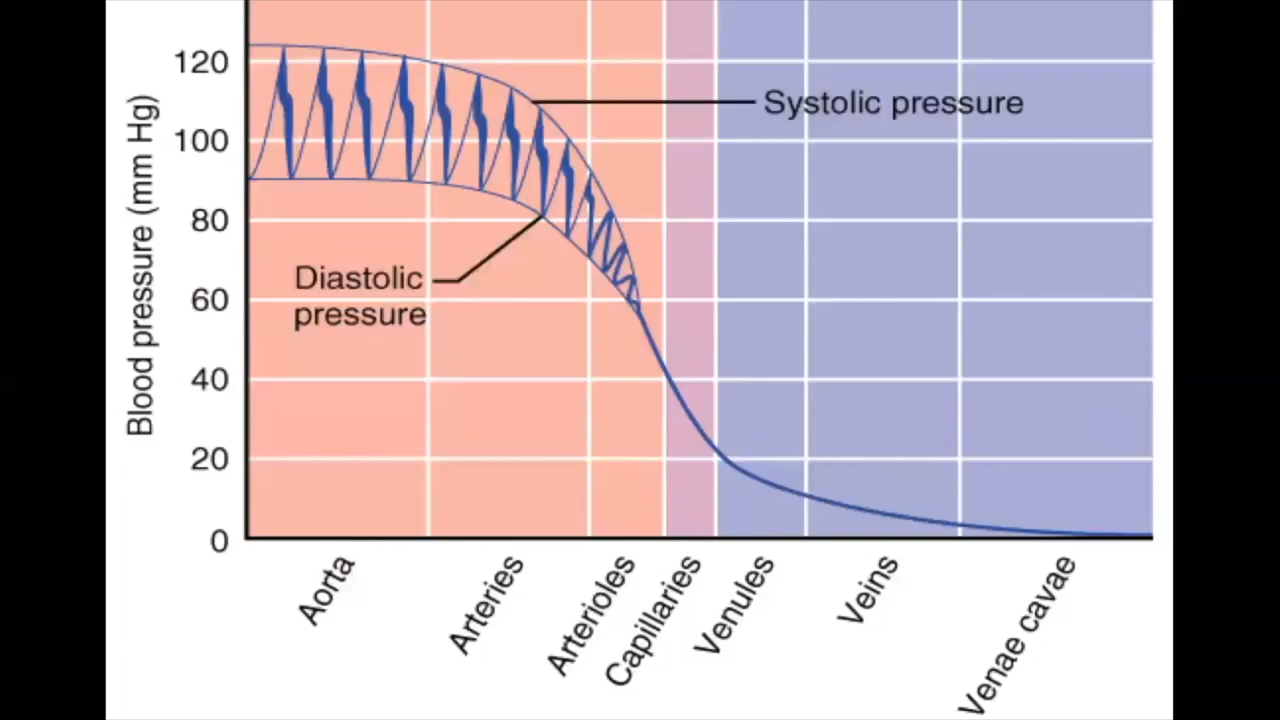 Blood pressure (mm Hg)
120
100
80
60
40
20
0
Systolic pressure
Diastolic
pressure
Aorta
Arteries
Arterioles
Capillaries
Venules
Veins
Venae cavae